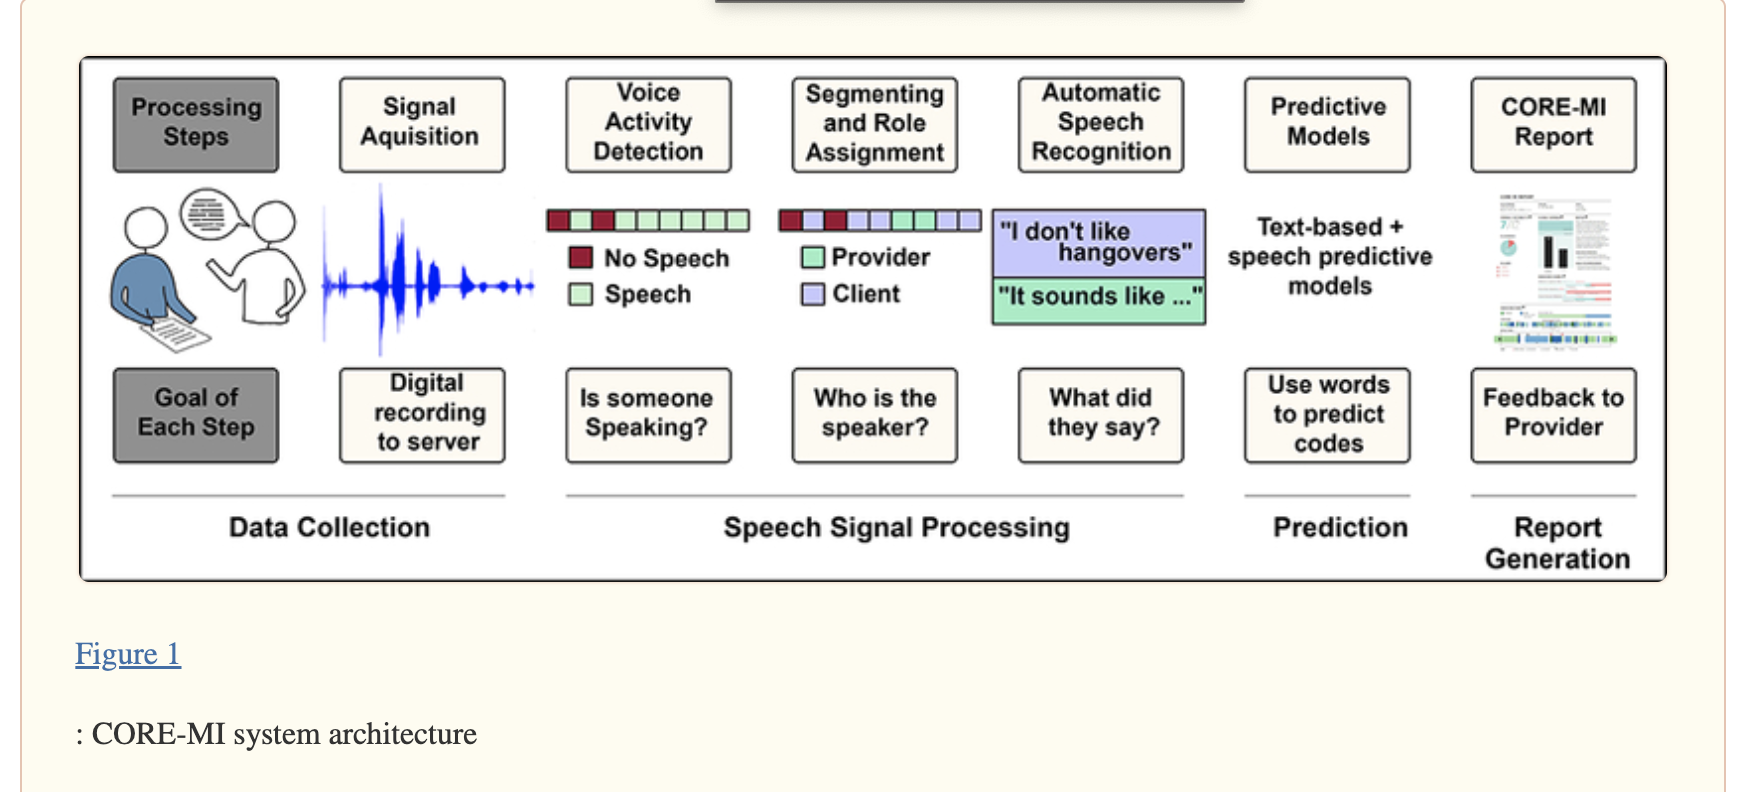 Processing
Steps
Signal
Aquisition
Voice
Activity
Detection
Segmenting
and Role
Assignment
Automatic
Speech
Recognition
Predictive
Models
CORE-MI
Report
No Speech
Speech
Provider
Client
"I don't like
hangovers"
"It sounds like ..."
Text-based +
speech predictive
models
Goal of
Each Step
Digital
recording
to server
Is someone
Speaking?
Who is the
speaker?
What did
they say?
Use words
to predict
codes
Feedback to
Provider
Data Collection
Speech Signal Processing
Prediction
Report
Generation
Figure 1
: CORE-MI system architecture